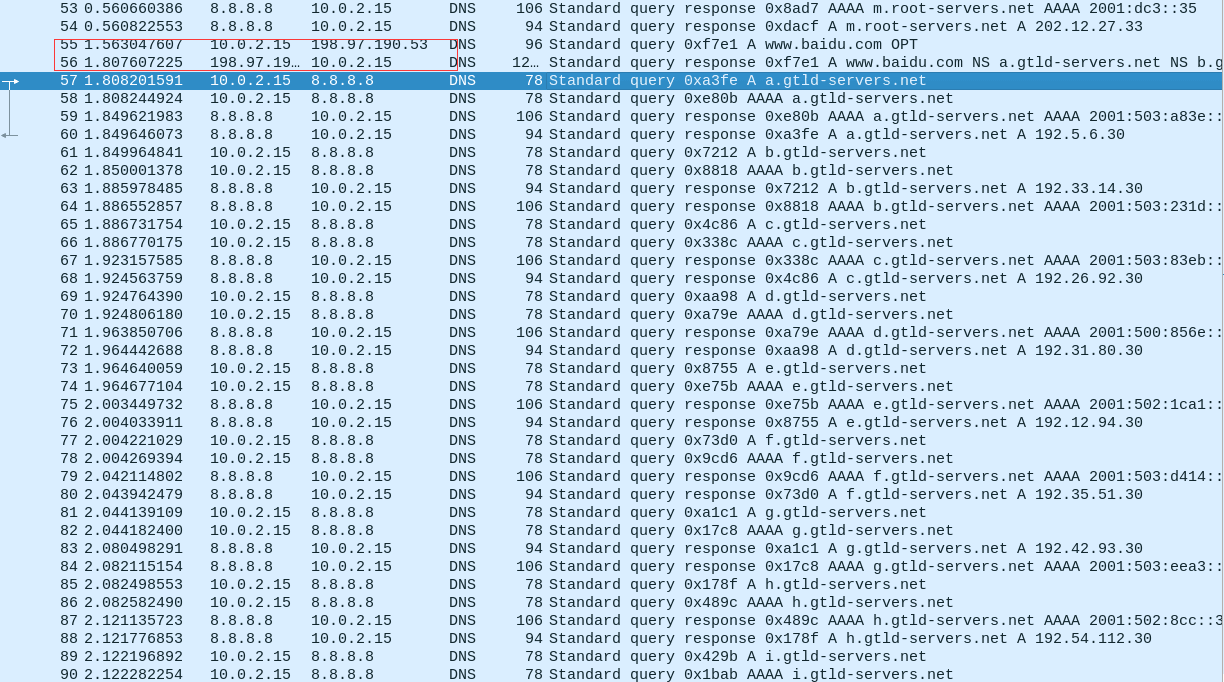 53 0.560660386 8.8.8.8 10.0.2.15 DNS 106 Standard query response 0x8ad7 AAAA m.root-servers.net AAAA 2001:dc3::35
54 0.560822553 8.8.8.8 10.0.2.15 DNS 94 Standard query response 0xdacf A m.root-servers.net A 202.12.27.33
55 1.563047607 10.0.2.15 198.97.190.53 DNS 96 Standard query 0xf7e1 A www.baidu.com OPT
56 1.807607225 198.97.19… 10.0.2.15 DNS 12… Standard query response 0xf7e1 A www.baidu.com NS a.gtld-servers.net NS b.g
57 1.808201591 10.0.2.15 8.8.8.8 DNS 78 Standard query 0xa3fe A a.gtld-servers.net
58 1.808244924 10.0.2.15 8.8.8.8 DNS 78 Standard query 0xe80b AAAA a.gtld-servers.net
59 1.849621983 8.8.8.8 10.0.2.15 DNS 106 Standard query response 0xe80b AAAA a.gtld-servers.net AAAA 2001:503:a83e::
60 1.849646073 8.8.8.8 10.0.2.15 DNS 94 Standard query response 0xa3fe A a.gtld-servers.net A 192.5.6.30
61 1.849964841 10.0.2.15 8.8.8.8 DNS 78 Standard query 0x7212 A b.gtld-servers.net
62 1.850001378 10.0.2.15 8.8.8.8 DNS 78 Standard query 0x8818 AAAA b.gtld-servers.net
63 1.885978485 8.8.8.8 10.0.2.15 DNS 94 Standard query response 0x7212 A b.gtld-servers.net A 192.33.14.30
64 1.886552857 8.8.8.8 10.0.2.15 DNS 106 Standard query response 0x8818 AAAA b.gtld-servers.net AAAA 2001:503:231d::
65 1.886731754 10.0.2.15 8.8.8.8 DNS 78 Standard query 0x4c86 A c.gtld-servers.net
66 1.886770175 10.0.2.15 8.8.8.8 DNS 78 Standard query 0x338c AAAA c.gtld-servers.net
67 1.923157585 8.8.8.8 10.0.2.15 DNS 106 Standard query response 0x338c AAAA c.gtld-servers.net AAAA 2001:503:83eb::
68 1.924563759 8.8.8.8 10.0.2.15 DNS 94 Standard query response 0x4c86 A c.gtld-servers.net A 192.26.92.30
69 1.924764390 10.0.2.15 8.8.8.8 DNS 78 Standard query 0xaa98 A d.gtld-servers.net
70 1.924806180 10.0.2.15 8.8.8.8 DNS 78 Standard query 0xa79e AAAA d.gtld-servers.net
71 1.963850706 8.8.8.8 10.0.2.15 DNS 106 Standard query response 0xa79e AAAA d.gtld-servers.net AAAA 2001:500:856e::
72 1.964442688 8.8.8.8 10.0.2.15 DNS 94 Standard query response 0xaa98 A d.gtld-servers.net A 192.31.80.30
73 1.964640059 10.0.2.15 8.8.8.8 DNS 78 Standard query 0x8755 A e.gtld-servers.net
74 1.964677104 10.0.2.15 8.8.8.8 DNS 78 Standard query 0xe75b AAAA e.gtld-servers.net
75 2.003449732 8.8.8.8 10.0.2.15 DNS 106 Standard query response 0xe75b AAAA e.gtld-servers.net AAAA 2001:502:1ca1::
76 2.004033911 8.8.8.8 10.0.2.15 DNS 94 Standard query response 0x8755 A e.gtld-servers.net A 192.12.94.30
77 2.004221029 10.0.2.15 8.8.8.8 DNS 78 Standard query 0x73d0 A f.gtld-servers.net
78 2.004269394 10.0.2.15 8.8.8.8 DNS 78 Standard query 0x9cd6 AAAA f.gtld-servers.net
79 2.042114802 8.8.8.8 10.0.2.15 DNS 106 Standard query response 0x9cd6 AAAA f.gtld-servers.net AAAA 2001:503:d414::
80 2.043942479 8.8.8.8 10.0.2.15 DNS 94 Standard query response 0x73d0 A f.gtld-servers.net A 192.35.51.30
81 2.044139109 10.0.2.15 8.8.8.8 DNS 78 Standard query 0xa1c1 A g.gtld-servers.net
82 2.044182400 10.0.2.15 8.8.8.8 DNS 78 Standard query 0x17c8 AAAA g.gtld-servers.net
83 2.080498291 8.8.8.8 10.0.2.15 DNS 94 Standard query response 0xa1c1 A g.gtld-servers.net A 192.42.93.30
84 2.082115154 8.8.8.8 10.0.2.15 DNS 106 Standard query response 0x17c8 AAAA g.gtld-servers.net AAAA 2001:503:eea3::
85 2.082498553 10.0.2.15 8.8.8.8 DNS 78 Standard query 0x178f A h.gtld-servers.net
86 2.082582490 10.0.2.15 8.8.8.8 DNS 78 Standard query 0x489c AAAA h.gtld-servers.net
87 2.121135723 8.8.8.8 10.0.2.15 DNS 106 Standard query response 0x489c AAAA h.gtld-servers.net AAAA 2001:502:8cc::3
88 2.121776853 8.8.8.8 10.0.2.15 DNS 94 Standard query response 0x178f A h.gtld-servers.net A 192.54.112.30
89 2.122196892 10.0.2.15 8.8.8.8 DNS 78 Standard query 0x429b A i.gtld-servers.net
90 2.122282254 10.0.2.15 8.8.8.8 DNS 78 Standard query 0x1bab AAAA i.gtld-servers.net